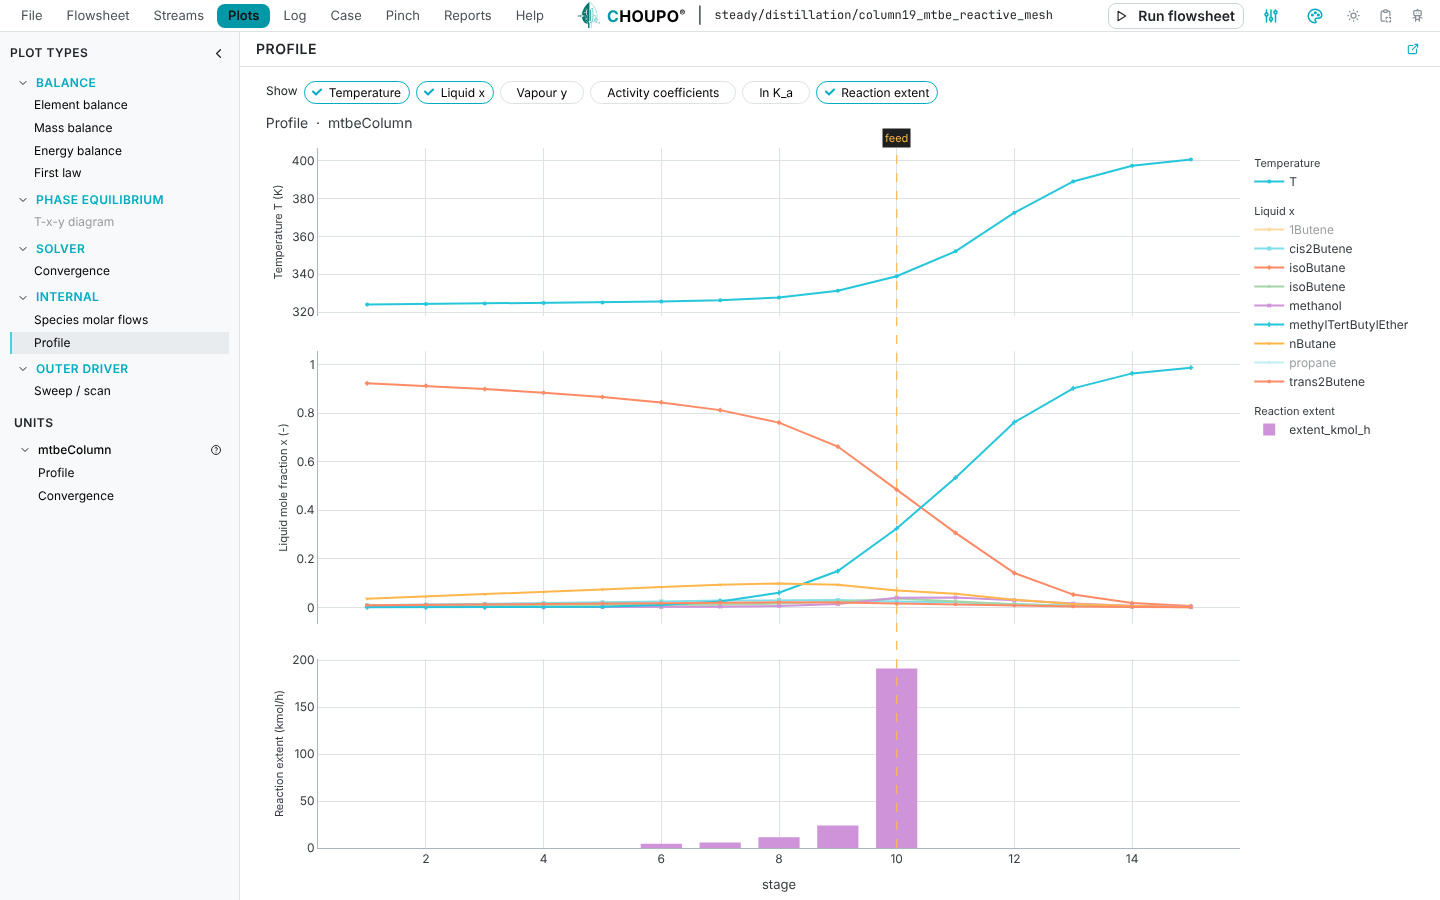 File Flowsheet Streams Plots Log Case Pinch Reports Help CHOUPO® steady/distillation/column19_mtbe_reactive_mesh Run flowsheet
PLOT TYPES
BALANCE
Element balance
Mass balance
Energy balance
First law
PHASE EQUILIBRIUM
T-x-y diagram
SOLVER
Convergence
INTERNAL
Species molar flows
Profile
OUTER DRIVER
Sweep / scan
UNITS
mtbeColumn
Profile
Convergence
PROFILE
Show Temperature Liquid x Vapour y Activity coefficients ln K_a Reaction extent
Profile · mtbeColumn
feed
Temperature T (K)
400
380
360
340
320
Liquid mole fraction x (-)
1
0.8
0.6
0.4
0.2
0
Reaction extent (kmol/h)
200
150
100
50
0
2 4 6 8 10 12 14
stage
Temperature
T
Liquid x
1Butene
cis2Butene
isoButane
isoButene
methanol
methylTertButylEther
nButane
propane
trans2Butene
Reaction extent
extent_kmol_h